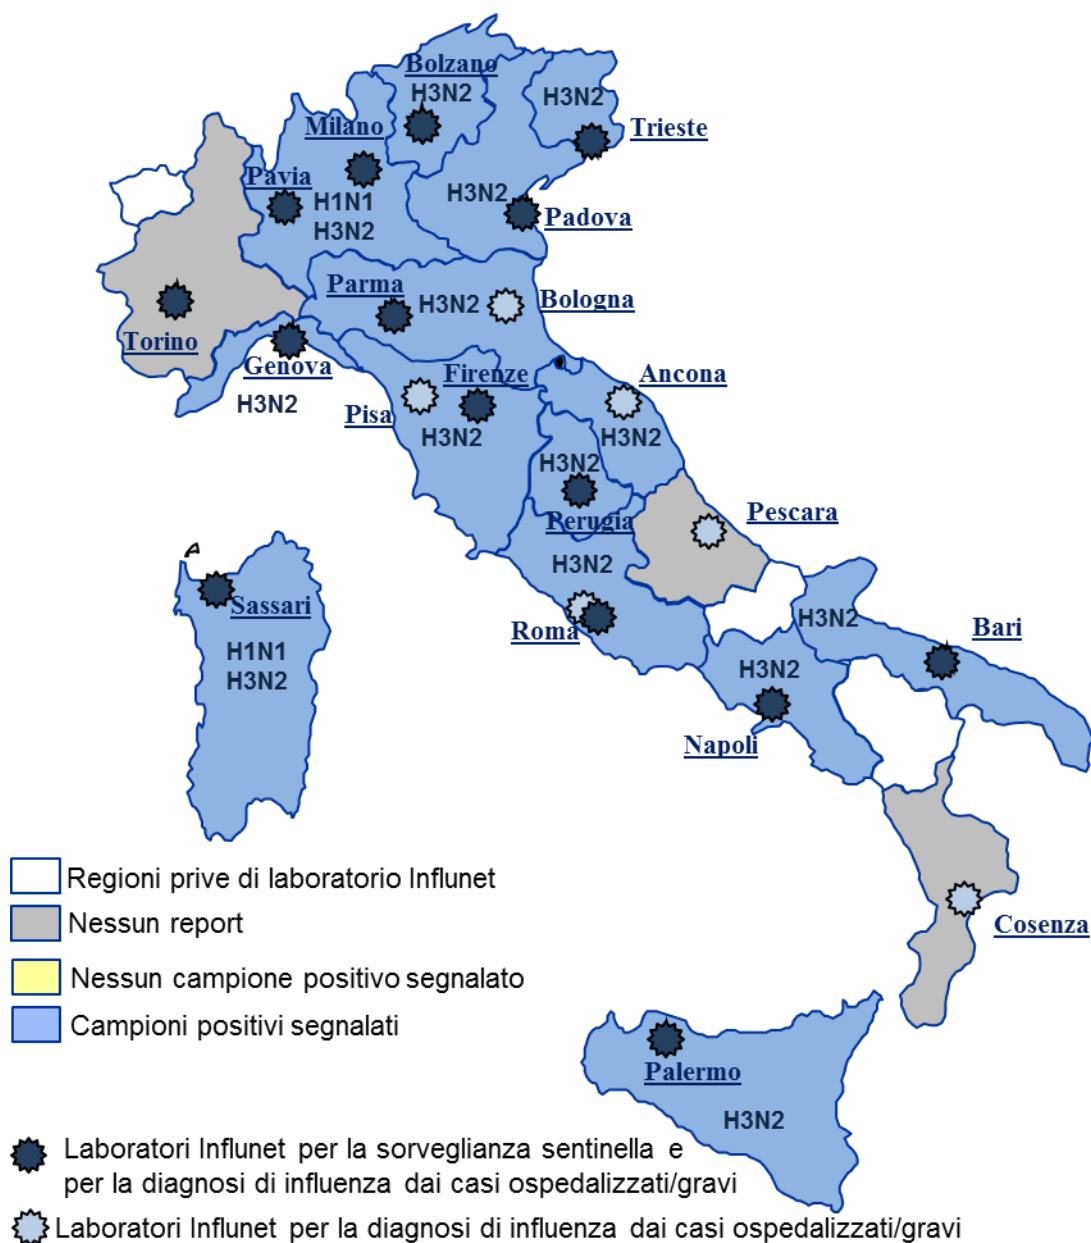 Bolzano
H3N2
H3N2
Milano
Trieste
Pavia
H1N1
H3N2
H3N2
Padova
Parma
H3N2
Bologna
Torino
Genova
H3N2
Firenze
Ancona
Pisa
H3N2
H3N2
H3N2
Perugia
Pescara
H3N2
Sassari
Roma
H3N2
Bari
H1N1
H3N2
H3N2
Napoli
Regioni prive di laboratorio Influnet
Nessun report
Cosenza
Nessun campione positivo segnalato
Campioni positivi segnalati
Palermo
H3N2
Laboratori Influnet per la sorveglianza sentinella e
per la diagnosi di influenza dai casi ospedalizzati/gravi
Laboratori Influnet per la diagnosi di influenza dai casi ospedalizzati/gravi